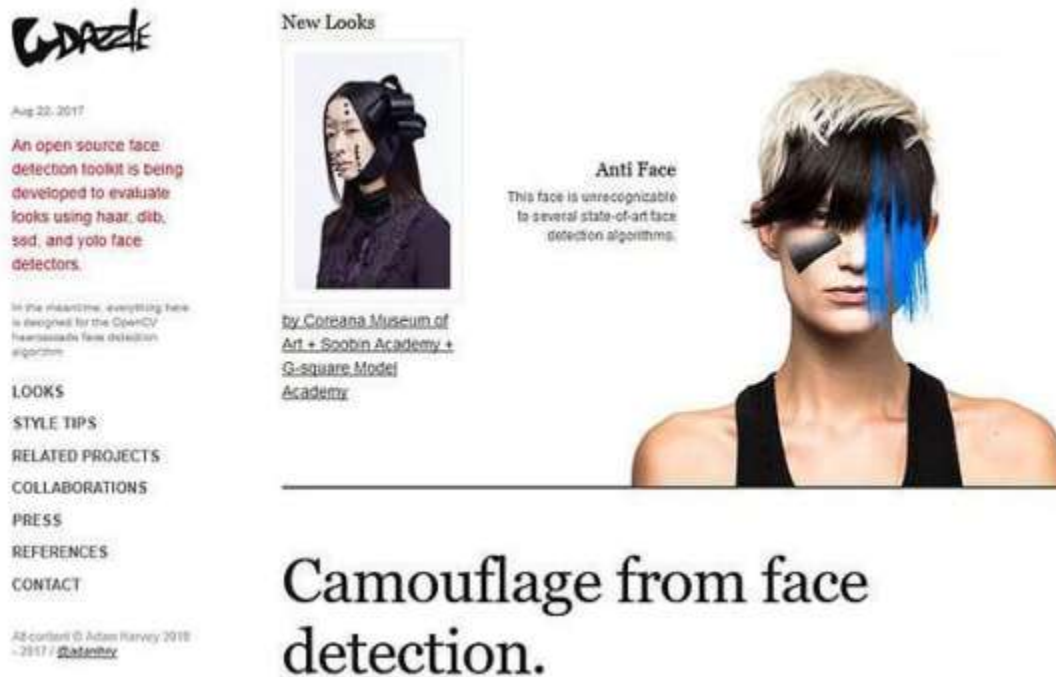 CVDAZZLE
Aug 22, 2017
An open source face
detection toolkit is being
developed to evaluate
looks using haar, dlib,
ssd, and yolo face
detectors.
In the meantime, everything here
is designed for the OpenCV
haarcascade face detection
algorithm
LOOKS
STYLE TIPS
RELATED PROJECTS
COLLABORATIONS
PRESS
REFERENCES
CONTACT
All content © Adam Harvey 2010
- 2017 / @adamhrv
New Looks
by Coreana Museum of
Art + Soobin Academy +
G-square Model
Academy
Anti Face
This face is unrecognizable
to several state-of-art face
detection algorithms.
Camouflage from face
detection.